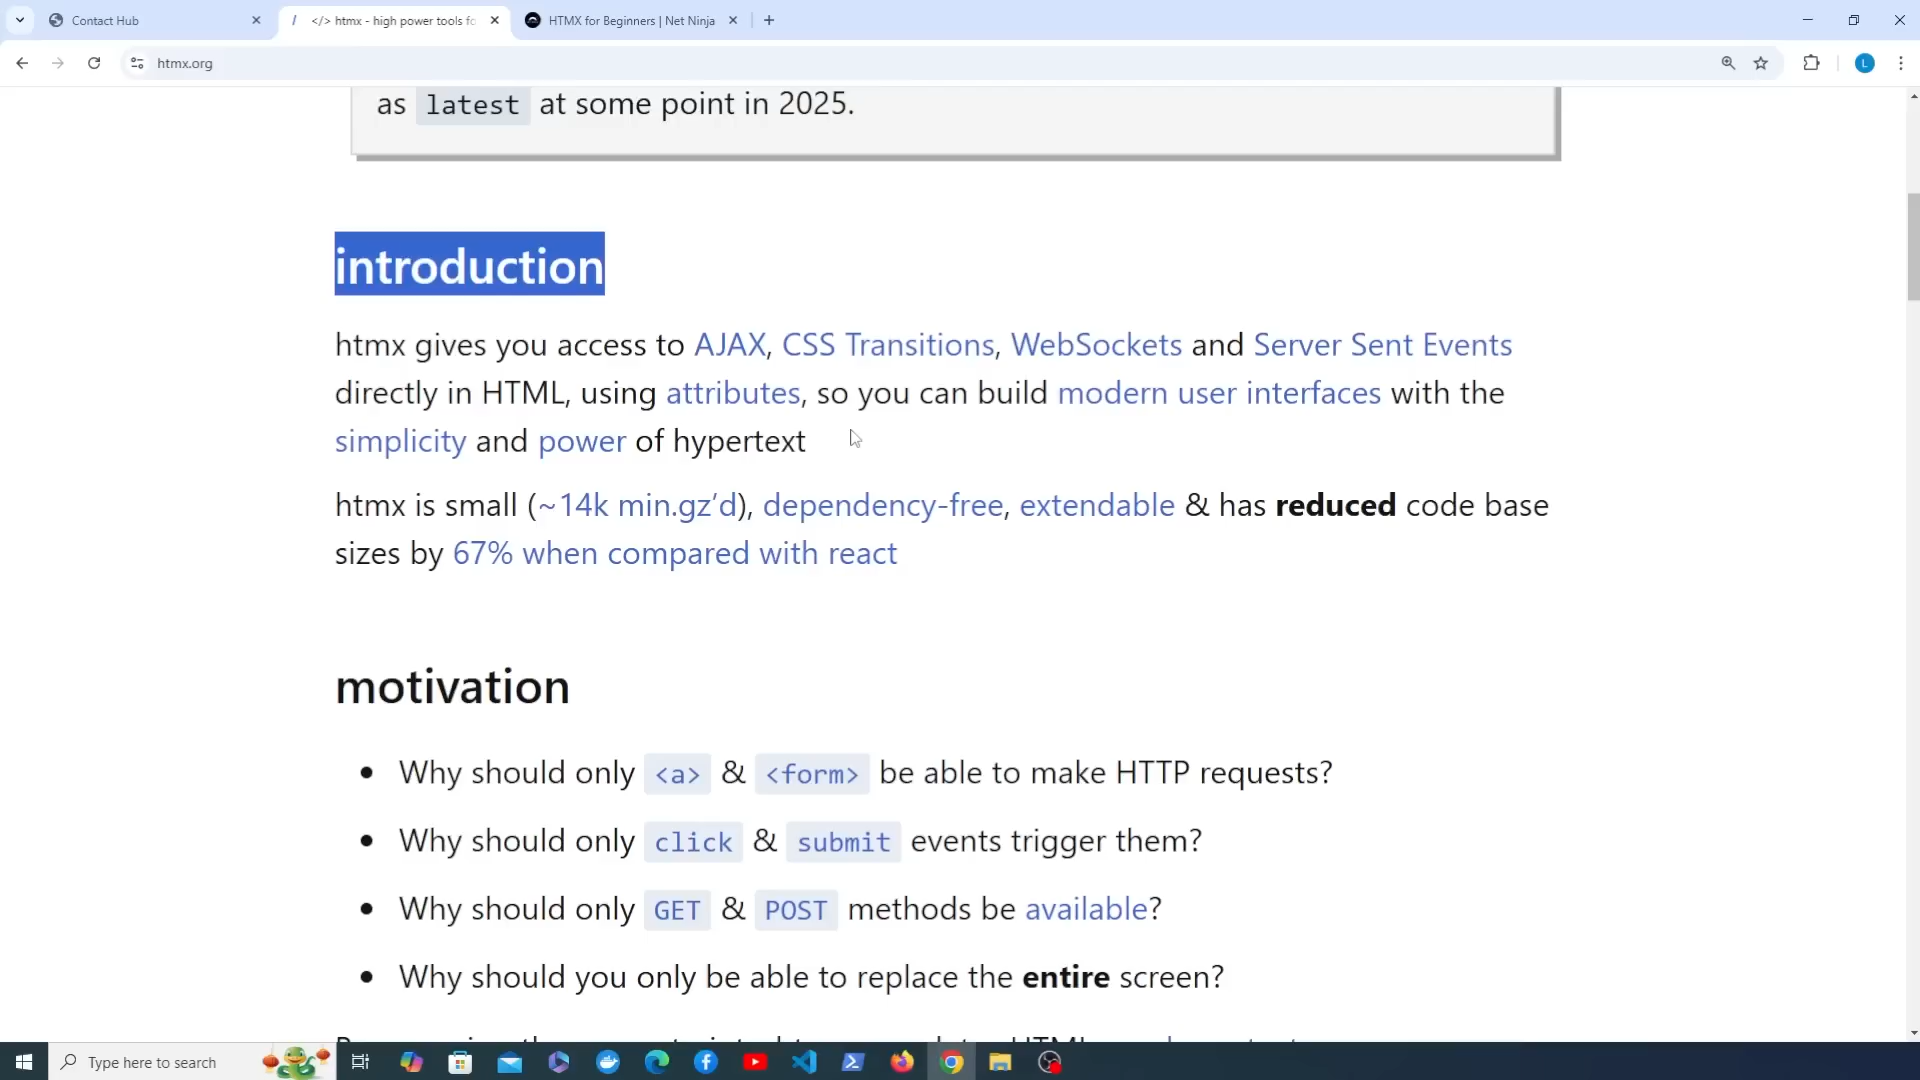 Contact Hub
</> htmx - high power tools fo
HTMX for Beginners | Net Ninja
htmx.org
L
as latest at some point in 2025.
introduction
htmx gives you access to AJAX, CSS Transitions, WebSockets and Server Sent Events
directly in HTML, using attributes, so you can build modern user interfaces with the
simplicity and power of hypertext
htmx is small (~14k min.gz’d), dependency-free, extendable & has reduced code base
sizes by 67% when compared with react
motivation
• Why should only <a> & <form> be able to make HTTP requests?
• Why should only click & submit events trigger them?
• Why should only GET & POST methods be available?
• Why should you only be able to replace the entire screen?
Type here to search